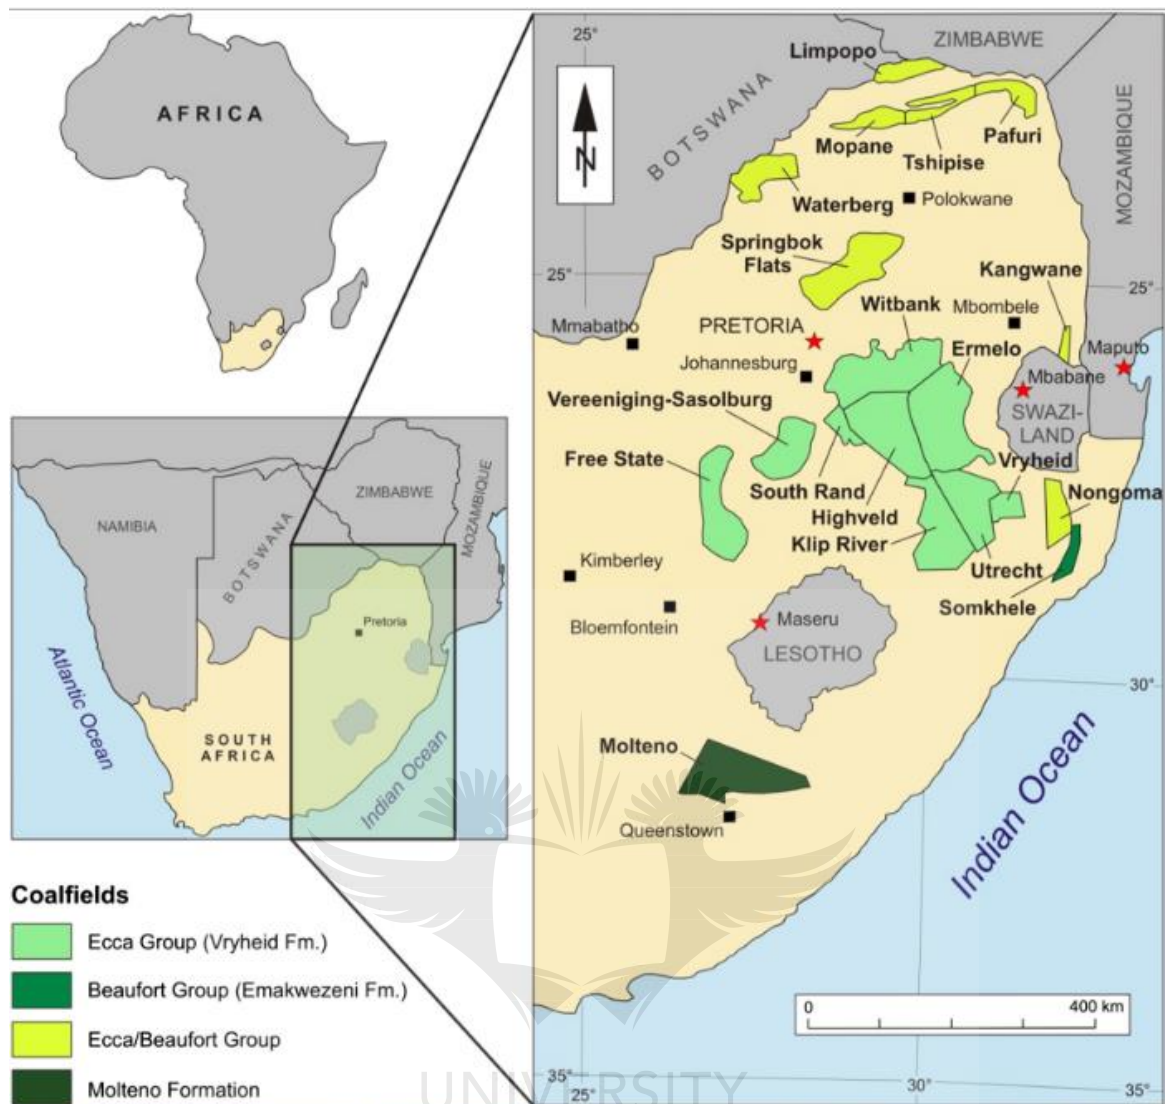 AFRICA
NAMIBIA
BOTSWANA
ZIMBABWE
MOZAMBIQUE
Pretoria
Atlantic Ocean
SOUTH
AFRICA
Indian Ocean
Coalfields
Ecca Group (Vryheid Fm.)
Beaufort Group (Emakwezeni Fm.)
Ecca/Beaufort Group
Molteno Formation
25°
Limpopo
ZIMBABWE
BOTSWANA
N
MOZAMBIQUE
Mopane
Tshipise
Pafuri
Waterberg
Polokwane
Springbok
Flats
25°
Kangwane
25°
Witbank
Mbombele
Mmabatho
PRETORIA
Ermelo
Maputo
Johannesburg
Mbabane
Vereeniging-Sasolburg
SWAZI-
LAND
Free State
Vryheid
South Rand
Nongoma
Highveld
Klip River
Kimberley
Utrecht
Somkhele
Bloemfontein
Maseru
LESOTHO
30°
Molteno
Indian Ocean
Queenstown
0 400 km
35°
25°
30°
35°
UNIVERSITY